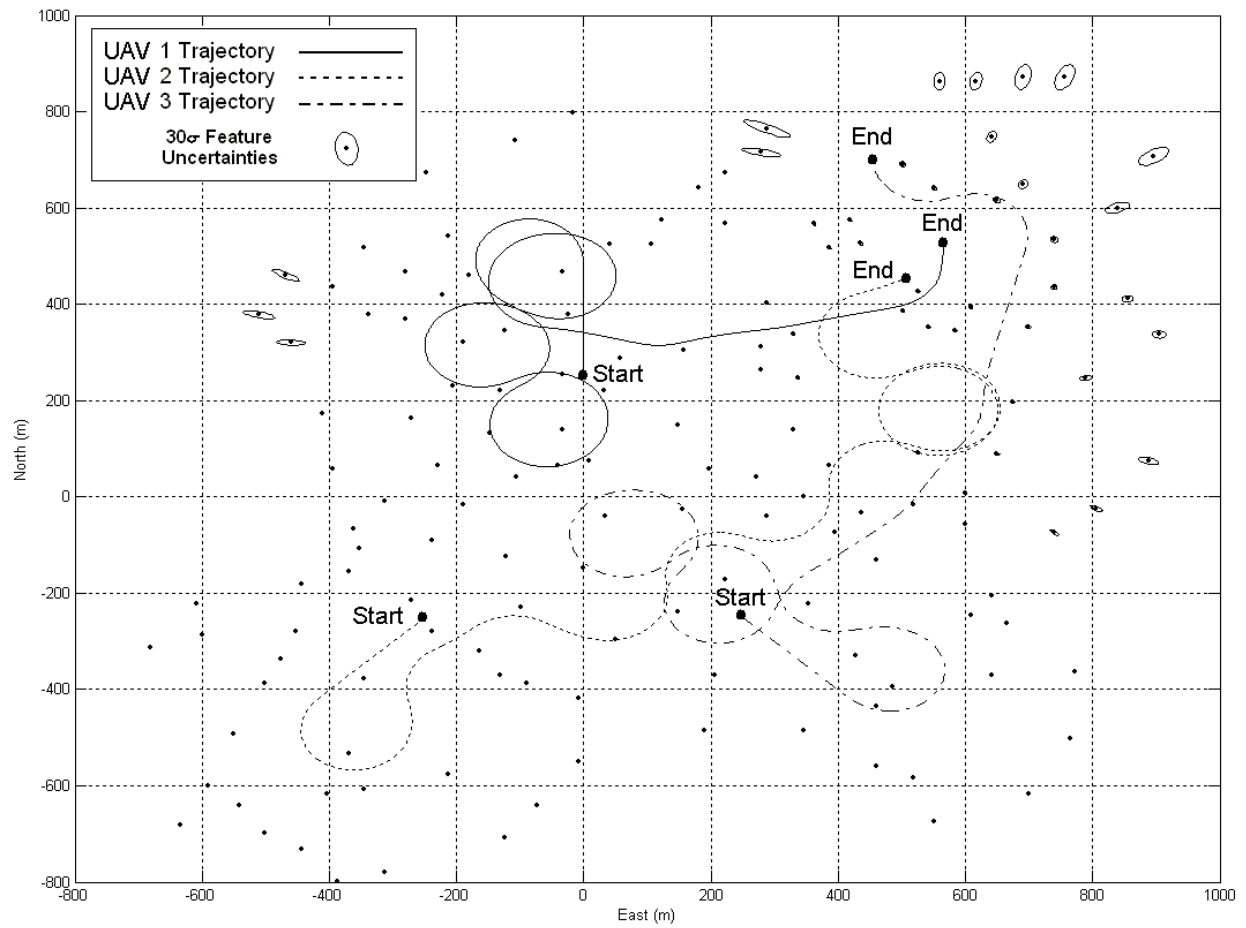 1000
800
600
400
200
0
-200
-400
-600
-800
North (m)
UAV 1 Trajectory
UAV 2 Trajectory
UAV 3 Trajectory
30σ Feature
Uncertainties
End
End
End
Start
Start
Start
-800 -600 -400 -200 0 200 400 600 800 1000
East (m)